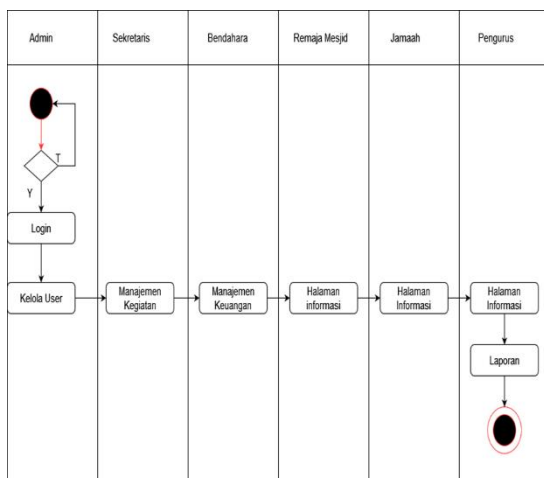 Admin
Sekretaris
Bendahara
Remaja Mesjid
Jamaah
Pengurus
T
Y
Login
Kelola User
Manajemen
Kegiatan
Manajemen
Keuangan
Halaman
informasi
Halaman
Informasi
Halaman
Informasi
Laporan